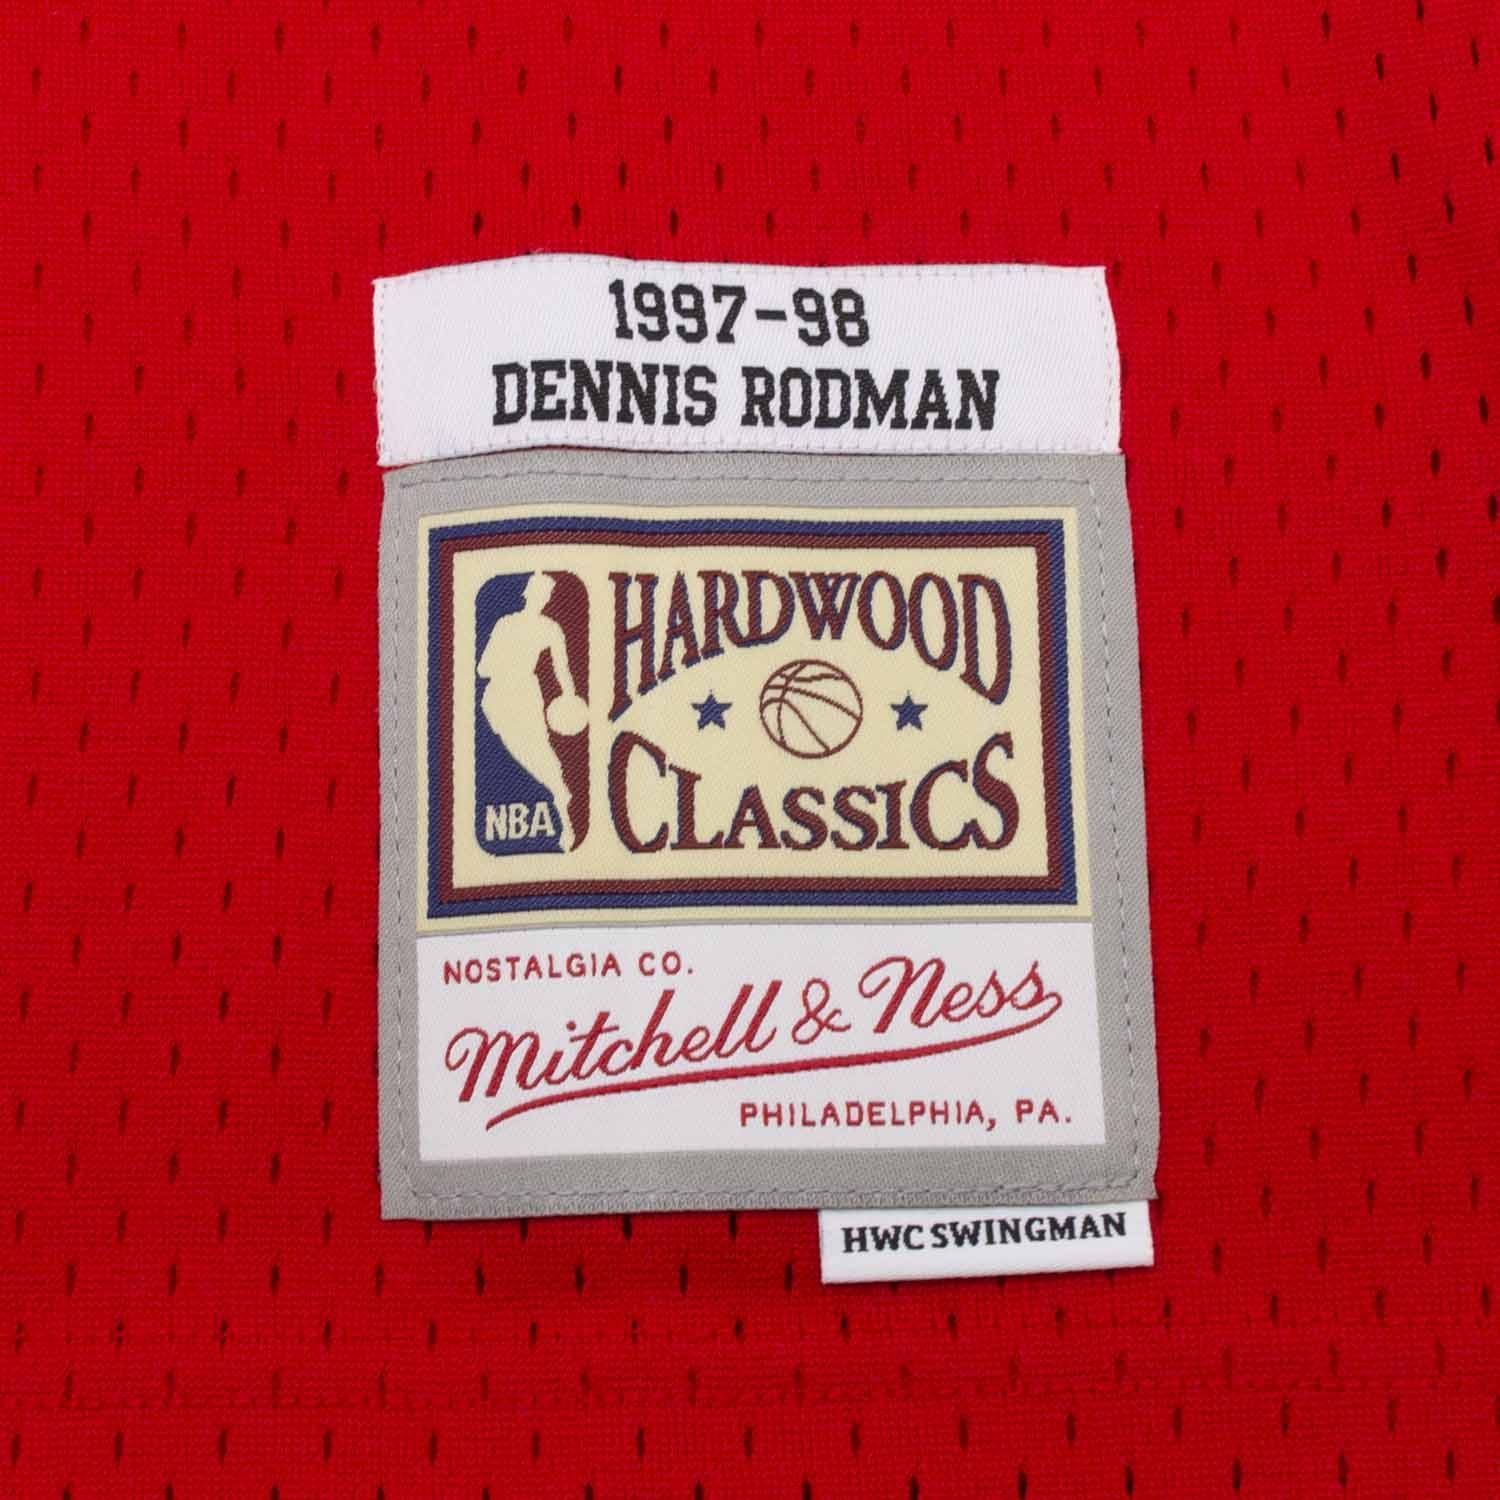 1997-98
DENNIS RODMAN
HARDWOOD
CLASSICS
NBA
NOSTALGIA CO.
Mitchell & Ness
PHILADELPHIA, PA.
HWC SWINGMAN